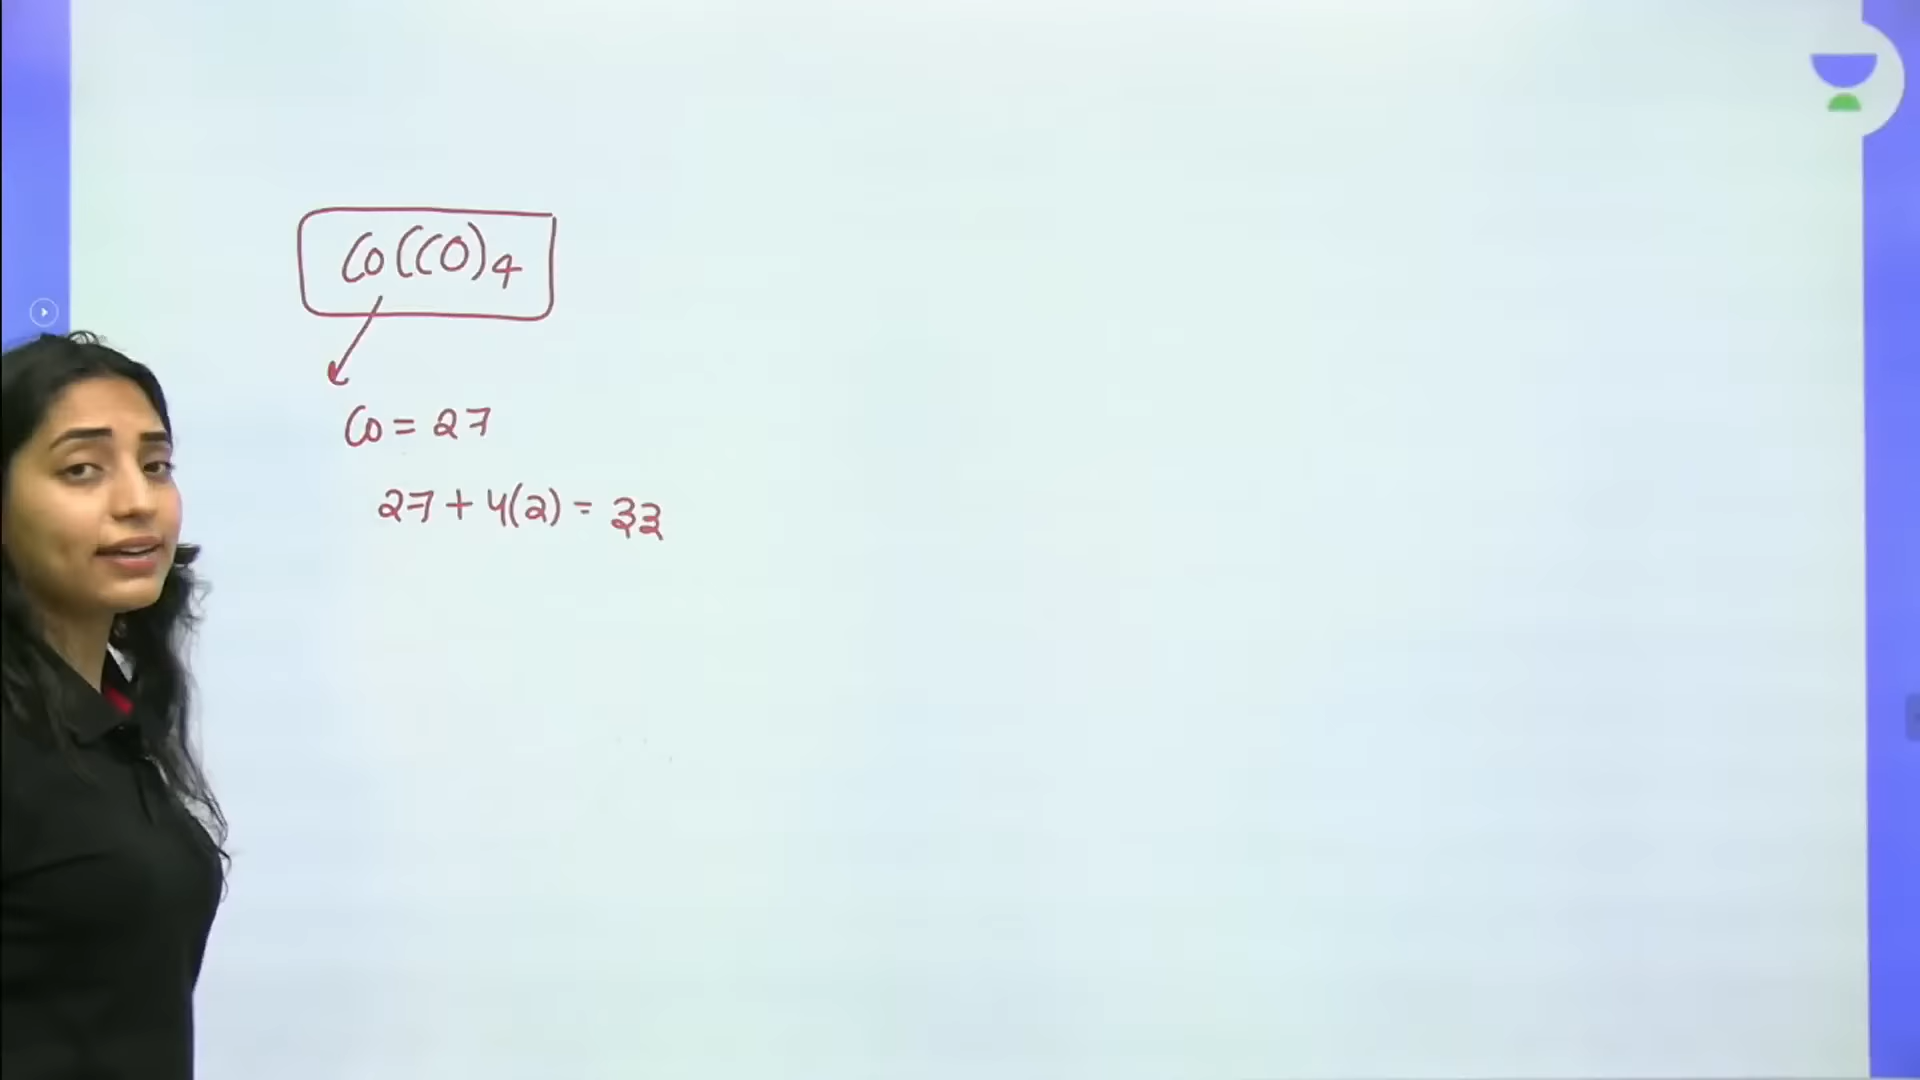 Co(CO)4
Co = 27
27 + 4(2) = 33